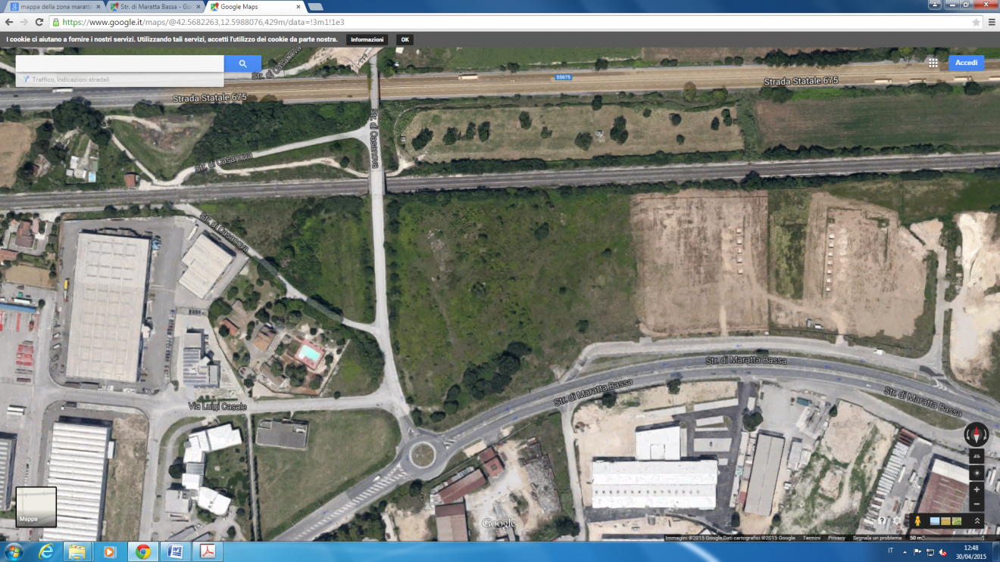 mappa della zona maratta
Str. di Maratta Bassa - Goo
Google Maps
https://www.google.it/maps/@42.5682263,12.5988076,429m/data=!3m1!1e3
I cookie ci aiutano a fornire i nostri servizi. Utilizzando tali servizi, accetti l'utilizzo dei cookie da parte nostra. Informazioni OK
Traffico, Indicazioni stradali
Accedi
Str. di Casanova
SS675
Strada Statale 675
Strada Statale 675
Str. di Casanova
Str. di Casanova
Str. di Casanova
Str. di Maratta Bassa
Str. di Maratta Bassa
Str. di Maratta Bassa
Via Luigi Casale
Mappa
Google
Immagini ©2015 Google, Dati cartografici ©2015 Google Termini Privacy Segnala un problema 50 m
IT
12:48
30/04/2015